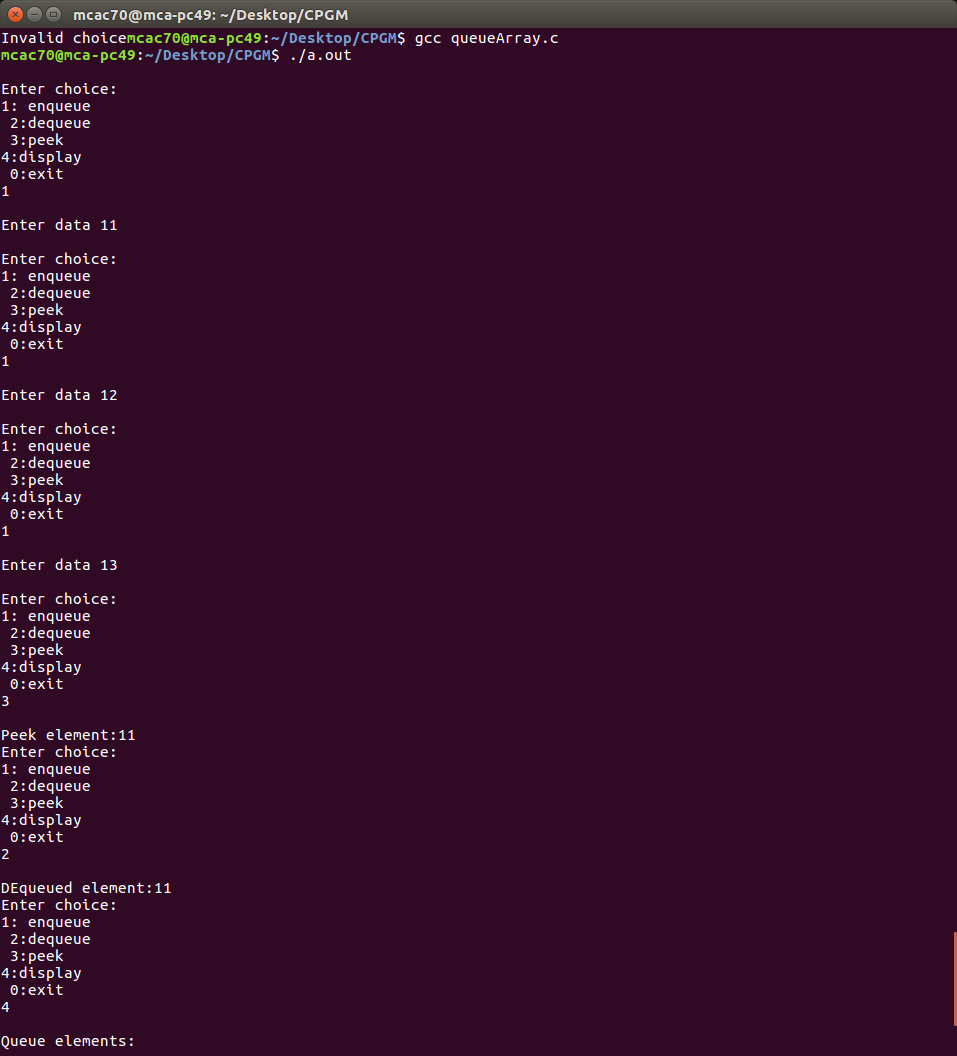 mcac70@mca-pc49: ~/Desktop/CPGM
Invalid choicemcac70@mca-pc49:~/Desktop/CPGM$ gcc queueArray.c
mcac70@mca-pc49:~/Desktop/CPGM$ ./a.out
Enter choice:
1: enqueue
2:dequeue
3:peek
4:display
0:exit
1
Enter data 11
Enter choice:
1: enqueue
2:dequeue
3:peek
4:display
0:exit
1
Enter data 12
Enter choice:
1: enqueue
2:dequeue
3:peek
4:display
0:exit
1
Enter data 13
Enter choice:
1: enqueue
2:dequeue
3:peek
4:display
0:exit
3
Peek element:11
Enter choice:
1: enqueue
2:dequeue
3:peek
4:display
0:exit
2
DEqueued element:11
Enter choice:
1: enqueue
2:dequeue
3:peek
4:display
0:exit
4
Queue elements: